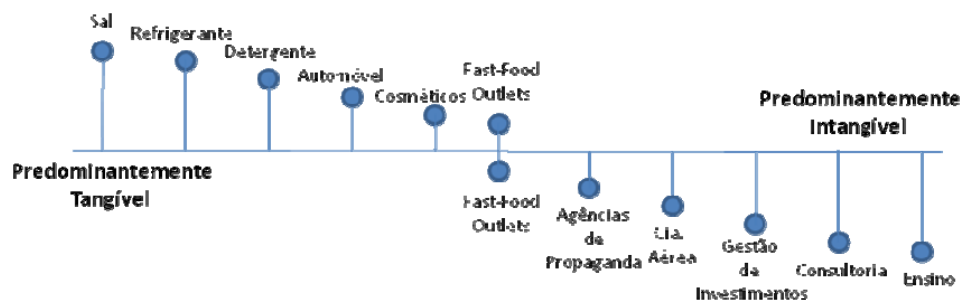 Sal
Refrigerante
Detergente
Automóvel
Cosméticos
Fast-Food
Outlets
Predominantemente
Intangível
Predominantemente
Tangível
Fast-Food
Outlets
Agências
de
Propaganda
Cia.
Aérea
Gestão
da
Investimentos
Consultoria
Ensino